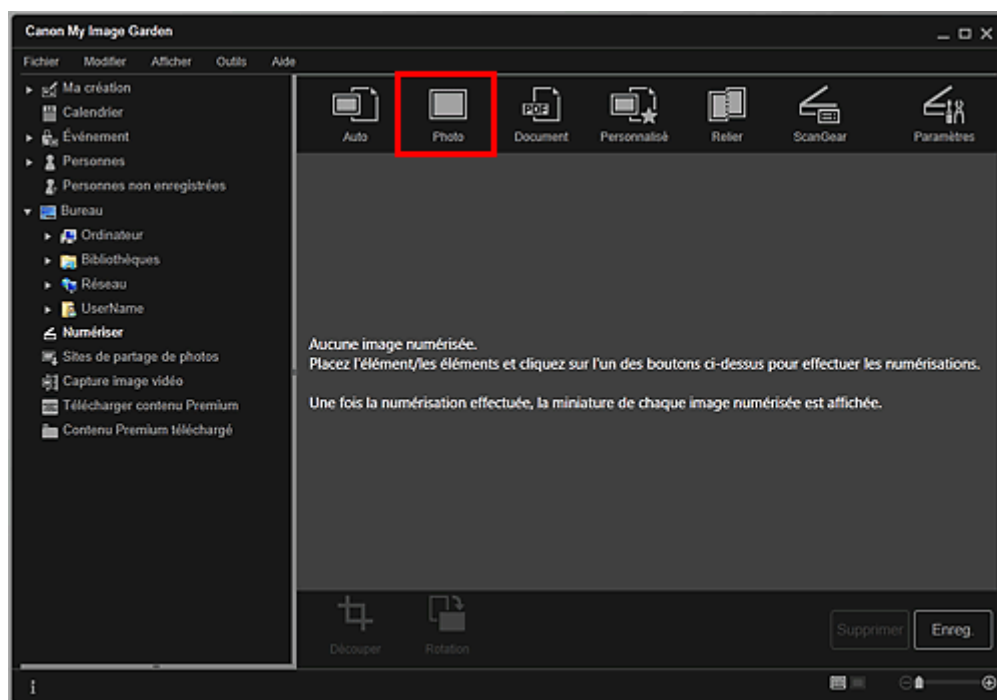 Canon My Image Garden
Fichier Modifier Afficher Outils Aide
Ma création
Calendrier
Événement
Personnes
Personnes non enregistrées
Bureau
Ordinateur
Bibliothèques
Réseau
UserName
Numériser
Sites de partage de photos
Capture image vidéo
Télécharger contenu Premium
Contenu Premium téléchargé
Auto Photo Document Personnalisé Relier ScanGear Paramètres
PDF
Aucune image numérisée.
Placez l'élément/les éléments et cliquez sur l'un des boutons ci-dessus pour effectuer les numérisations.
Une fois la numérisation effectuée, la miniature de chaque image numérisée est affichée.
Découper Rotation
Supprimer Enreg.